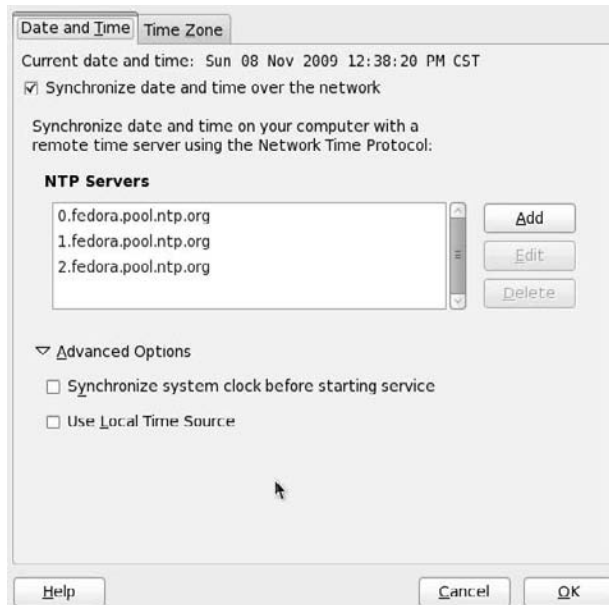 Date and Time
Time Zone
Current date and time: Sun 08 Nov 2009 12:38:20 PM CST
Synchronize date and time over the network
Synchronize date and time on your computer with a
remote time server using the Network Time Protocol:
NTP Servers
0.fedora.pool.ntp.org
1.fedora.pool.ntp.org
2.fedora.pool.ntp.org
Add
Edit
Delete
Advanced Options
Synchronize system clock before starting service
Use Local Time Source
Help
Cancel
OK